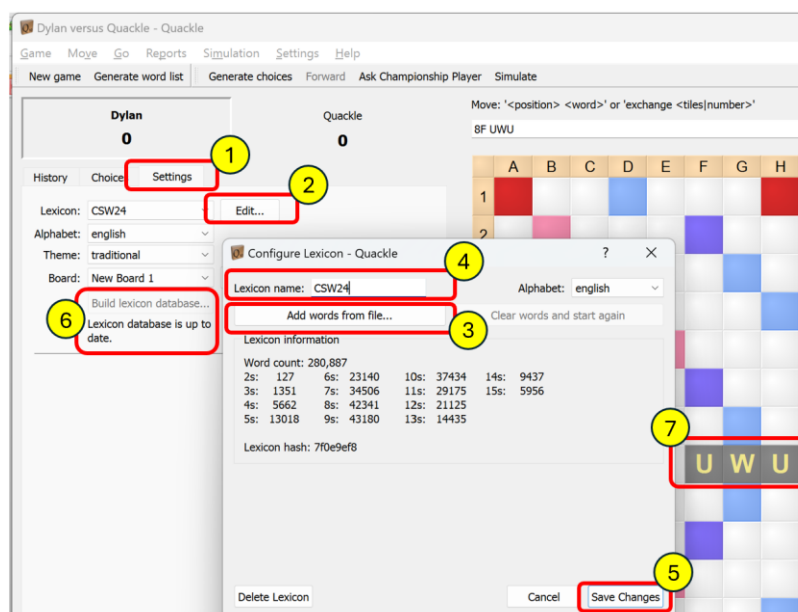 Dylan versus Quackle - Quackle
Game Move Go Reports Simulation Settings Help
New game Generate word list Generate choices Forward Ask Championship Player Simulate
Dylan
0
Quackle
0
Move: '<position> <word>' or 'exchange <tiles|number>'
8F UWU
1
2
History Choice Settings
Lexicon: CSW24 Edit...
Alphabet: english
Theme: traditional
Board: New Board 1
6
Build lexicon database...
Lexicon database is up to
date.
A B C D E F G H
1
2
Configure Lexicon - Quackle ? X
4
Lexicon name: CSW24 Alphabet: english
Add words from file... Clear words and start again
3
Lexicon information
Word count: 280,887
2s: 127 6s: 23140 10s: 37434 14s: 9437
3s: 1351 7s: 34506 11s: 29175 15s: 5956
4s: 5662 8s: 42341 12s: 21125
5s: 13018 9s: 43180 13s: 14435
Lexicon hash: 7f0e9ef8
7
U W U
5
Delete Lexicon Cancel Save Changes